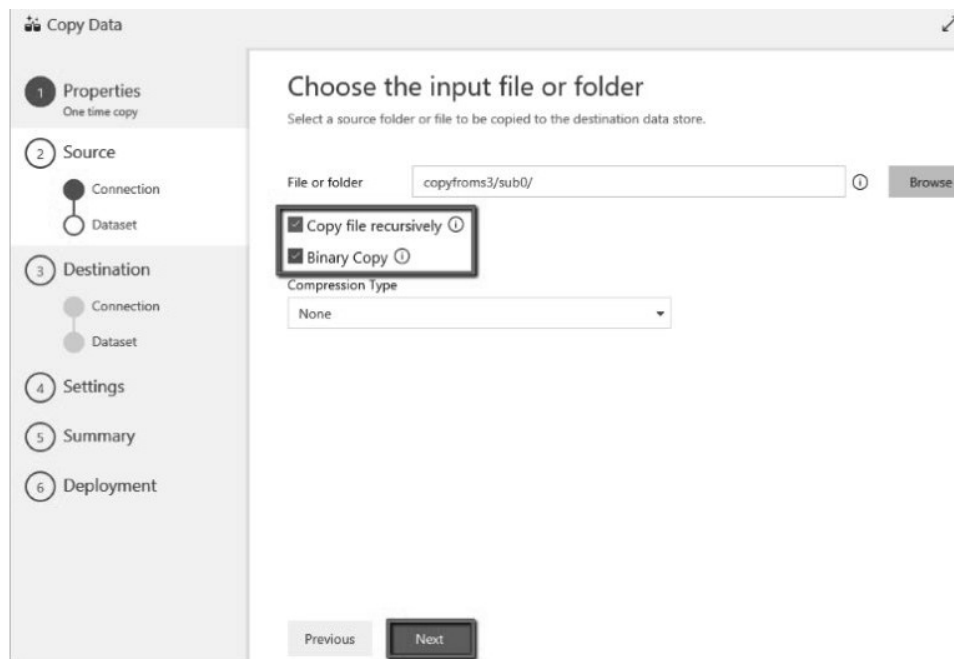 Copy Data
1
Properties
One time copy
2
Source
Connection
Dataset
3
Destination
Connection
Dataset
4
Settings
5
Summary
6
Deployment
Choose the input file or folder
Select a source folder or file to be copied to the destination data store.
File or folder
copyfroms3/sub0/
Browse
Copy file recursively
Binary Copy
Compression Type
None
Previous
Next